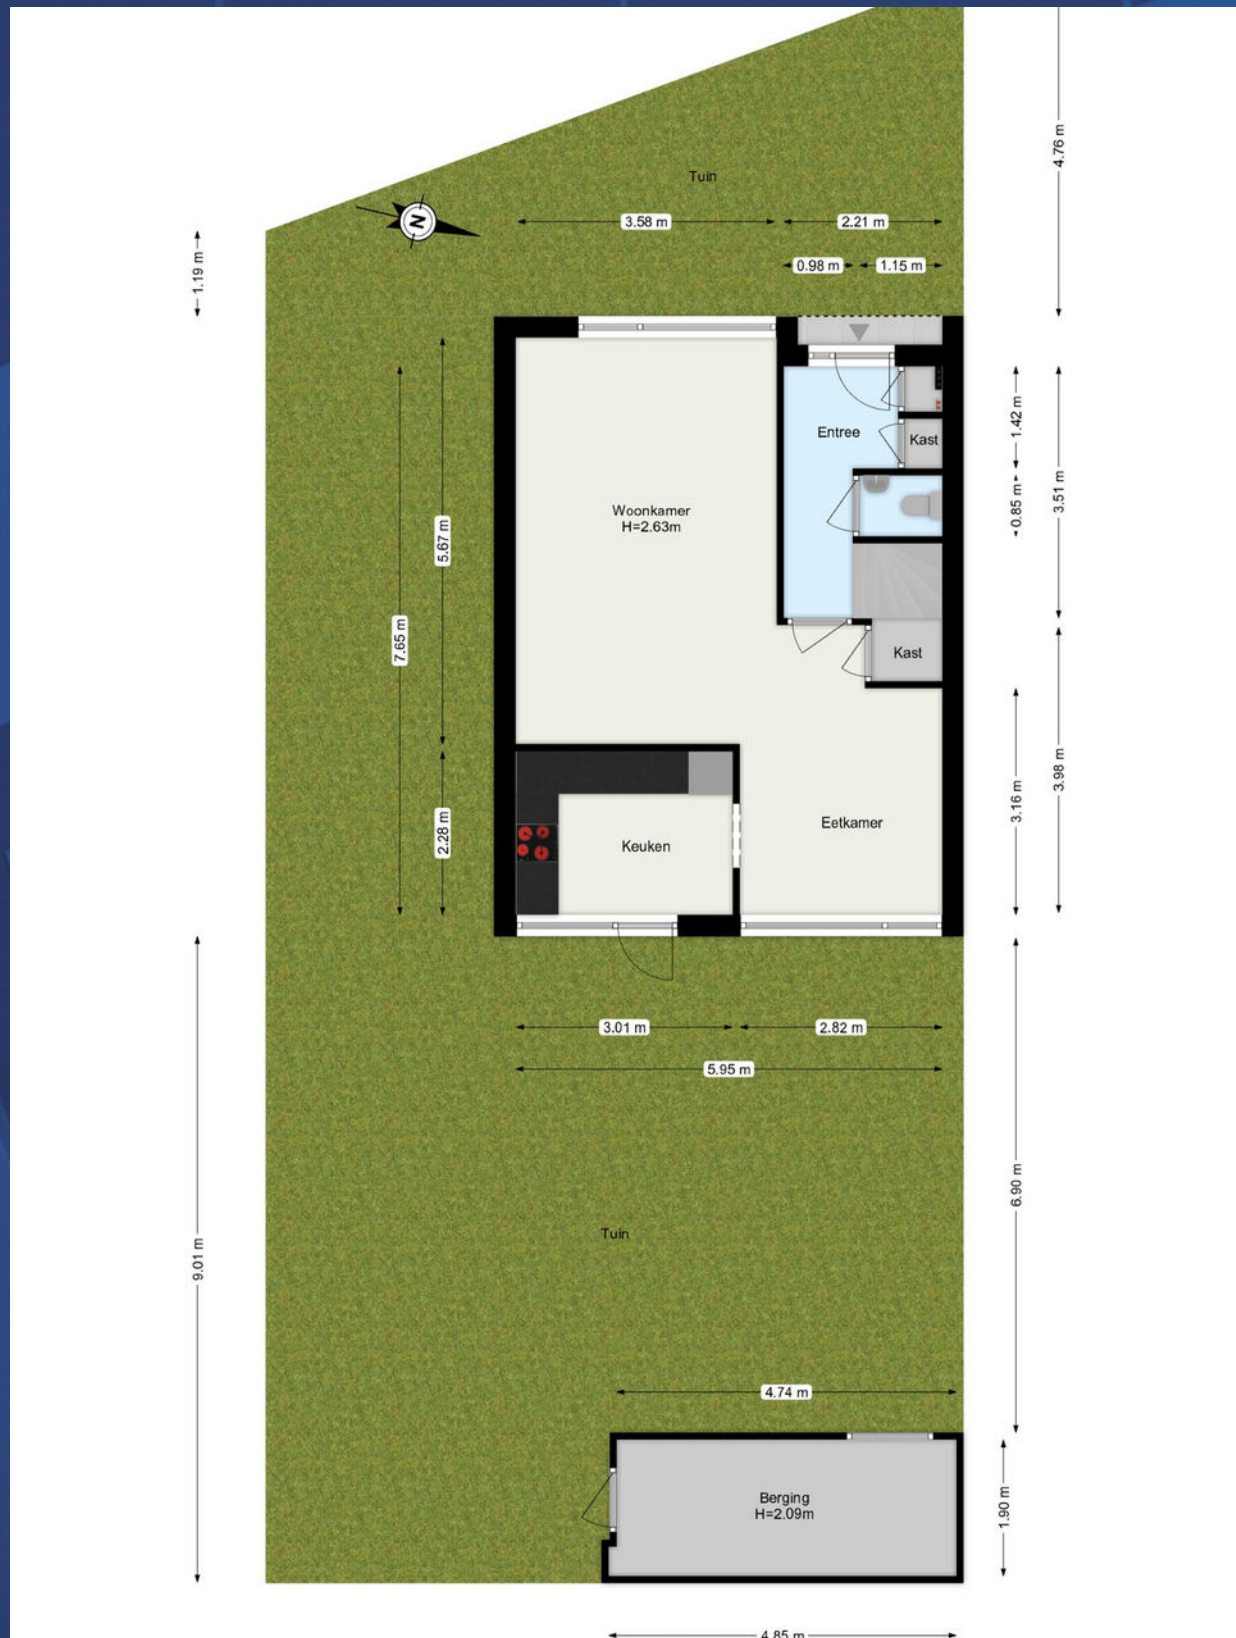 4.76 m
Tuin
N
3.58 m
2.21 m
0.98 m
1.15 m
1.19 m
1.42 m
Entree
Kast
0.85 m
3.51 m
Woonkamer
H=2.63m
5.67 m
7.65 m
Kast
3.98 m
3.16 m
2.28 m
Eetkamer
Keuken
3.01 m
2.82 m
5.95 m
6.90 m
Tuin
9.01 m
4.74 m
Berging
H=2.09m
1.90 m
4.85 m